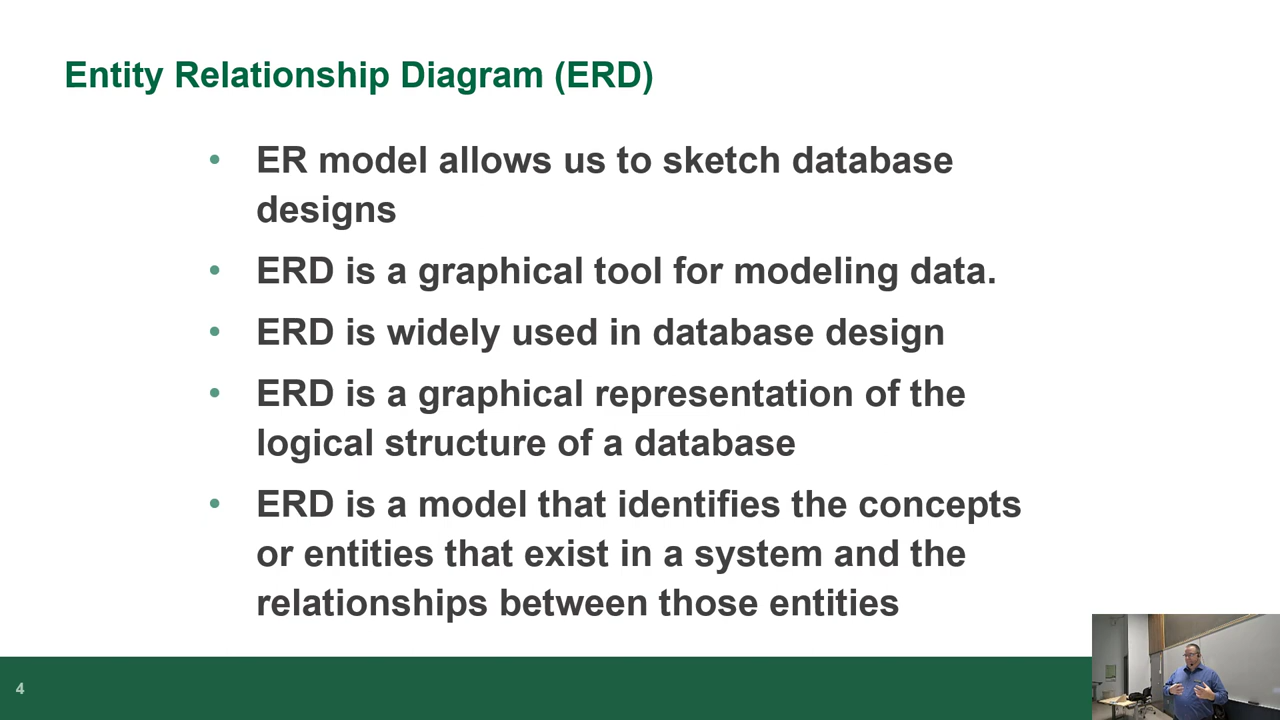 Entity Relationship Diagram (ERD)
• ER model allows us to sketch database
designs
• ERD is a graphical tool for modeling data.
• ERD is widely used in database design
• ERD is a graphical representation of the
logical structure of a database
• ERD is a model that identifies the concepts
or entities that exist in a system and the
relationships between those entities
4